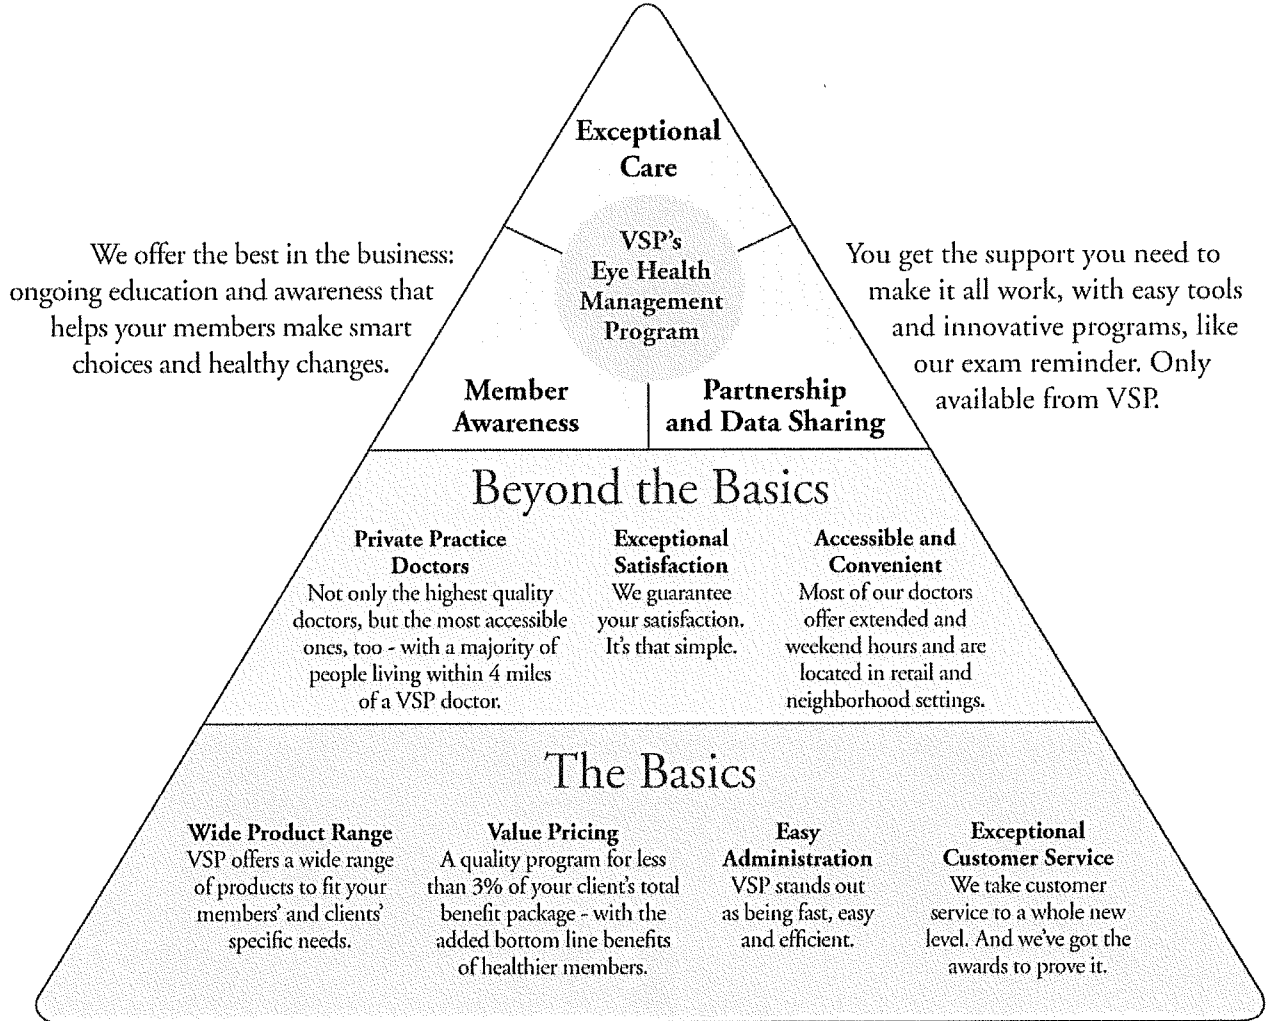 Exceptional
Care
VSP's
Eye Health
Management
Program
We offer the best in the business:
ongoing education and awareness that
helps your members make smart
choices and healthy changes.
You get the support you need to
make it all work, with easy tools
and innovative programs, like
our exam reminder. Only
available from VSP.
Member
Awareness
Partnership
and Data Sharing
Beyond the Basics
Private Practice
Doctors
Not only the highest quality
doctors, but the most accessible
ones, too - with a majority of
people living within 4 miles
of a VSP doctor.
Exceptional
Satisfaction
We guarantee
your satisfaction.
It's that simple.
Accessible and
Convenient
Most of our doctors
offer extended and
weekend hours and are
located in retail and
neighborhood settings.
The Basics
Wide Product Range
VSP offers a wide range
of products to fit your
members' and clients'
specific needs.
Value Pricing
A quality program for less
than 3% of your client's total
benefit package - with the
added bottom line benefits
of healthier members.
Easy
Administration
VSP stands out
as being fast, easy
and efficient.
Exceptional
Customer Service
We take customer
service to a whole new
level. And we've got the
awards to prove it.